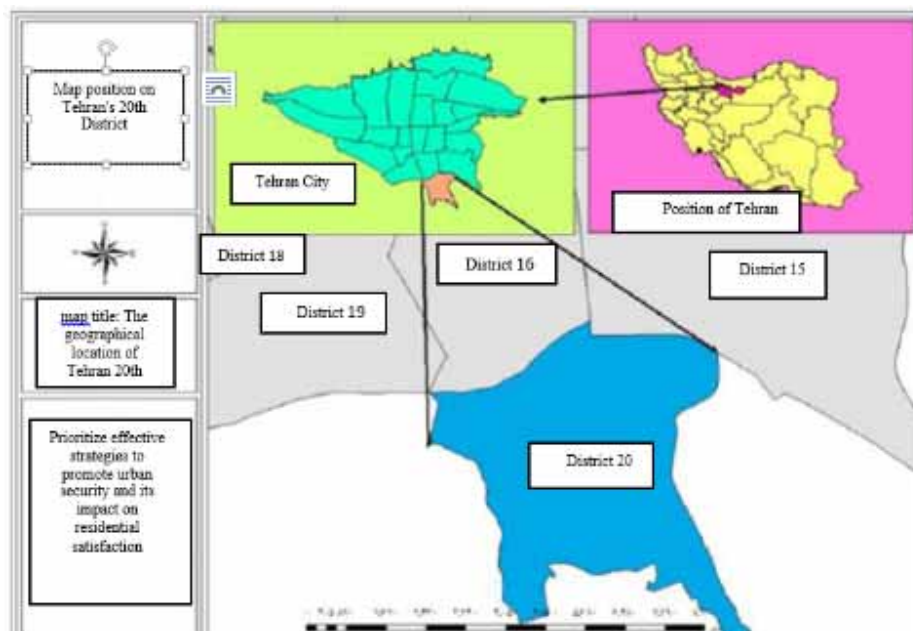 Map position on
Tehran's 20th
District
map title: The
geographical
location of
Tehran 20th
Prioritize effective
strategies to
promote urban
security and its
impact on
residential
satisfaction
Tehran City
Position of Tehran
District 18
District 16
District 15
District 19
District 20